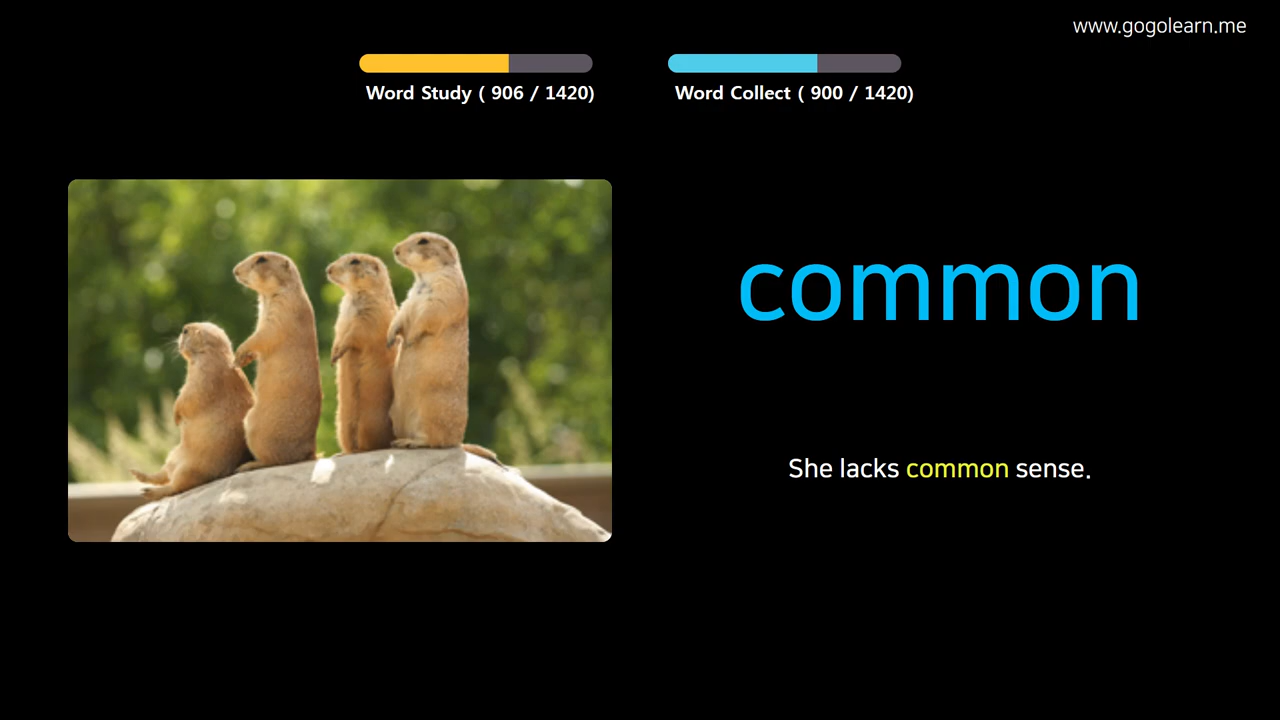 www.gogolearn.me
Word Study ( 906 / 1420)
Word Collect ( 900 / 1420)
common
She lacks common sense.